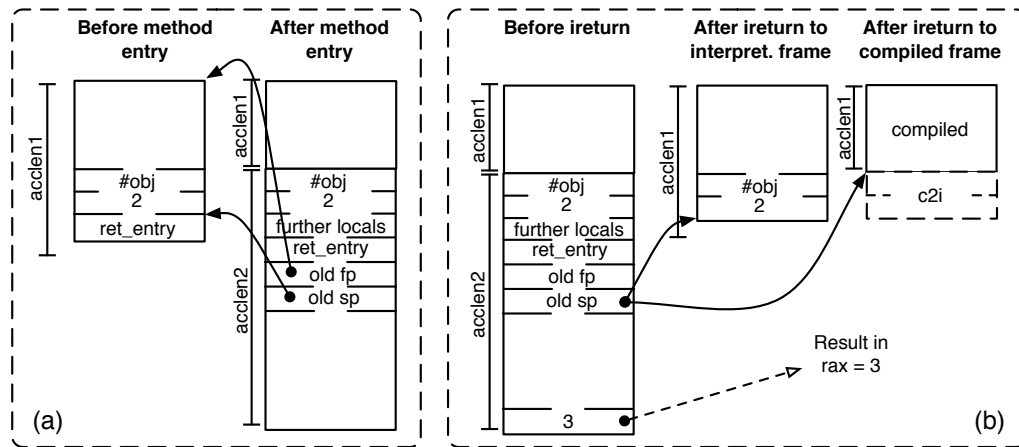 Before method
entry
After method
entry
acclen1
acclen1
#obj
2
ret_entry
#obj
2
further locals
ret_entry
old fp
old sp
acclen2
(a)
Before ireturn
After ireturn to
interpret. frame
After ireturn to
compiled frame
acclen1
acclen1
acclen1
compiled
#obj
2
further locals
ret_entry
old fp
old sp
acclen2
#obj
2
c2i
Result in
rax = 3
3
(b)